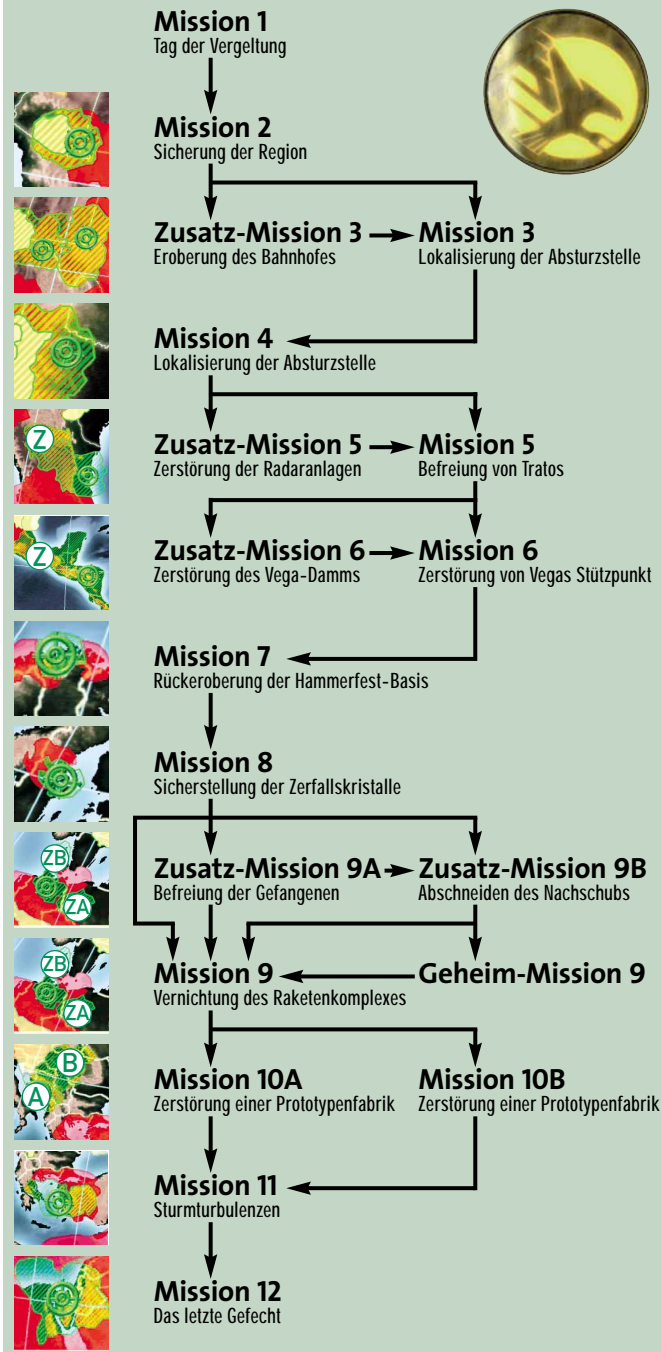 Mission 1
Tag der Vergeltung
Mission 2
Sicherung der Region
Zusatz-Mission 3
Eroberung des Bahnhofes
Mission 3
Lokalisierung der Absturzstelle
Mission 4
Lokalisierung der Absturzstelle
Z
Zusatz-Mission 5
Zerstörung der Radaranlagen
Mission 5
Befreiung von Tratos
Z
Zusatz-Mission 6
Zerstörung des Vega-Damms
Mission 6
Zerstörung von Vegas Stützpunkt
Mission 7
Rückeroberung der Hammerfest-Basis
Mission 8
Sicherstellung der Zerfallskristalle
ZB
ZA
Zusatz-Mission 9A
Befreiung der Gefangenen
Zusatz-Mission 9B
Abschneiden des Nachschubs
ZB
ZA
Mission 9
Vernichtung des Raketenkomplexes
Geheim-Mission 9
B
A
Mission 10A
Zerstörung einer Prototypenfabrik
Mission 10B
Zerstörung einer Prototypenfabrik
Mission 11
Sturmturbulenzen
Mission 12
Das letzte Gefecht